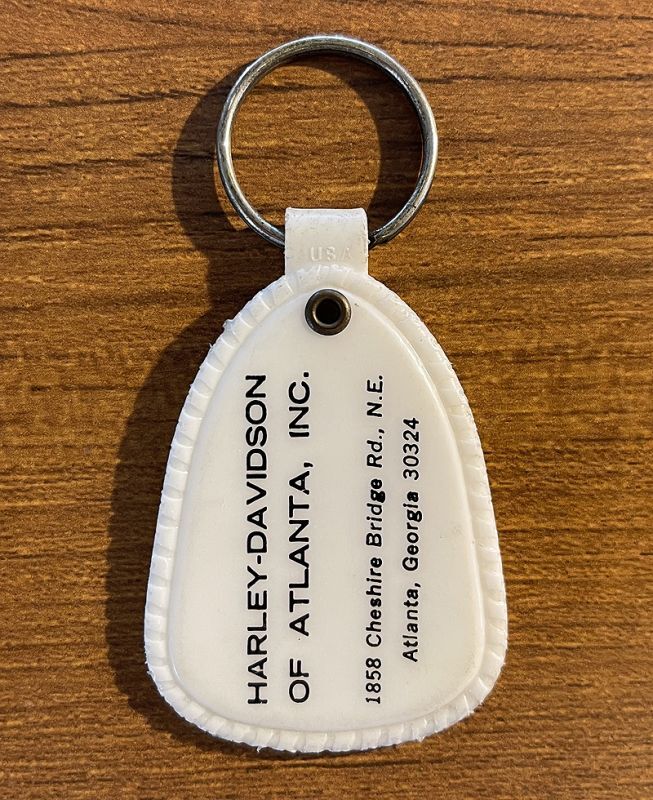 USA
HARLEY-DAVIDSON
OF ATLANTA, INC.
1858 Cheshire Bridge Rd., N.E.
Atlanta, Georgia 30324